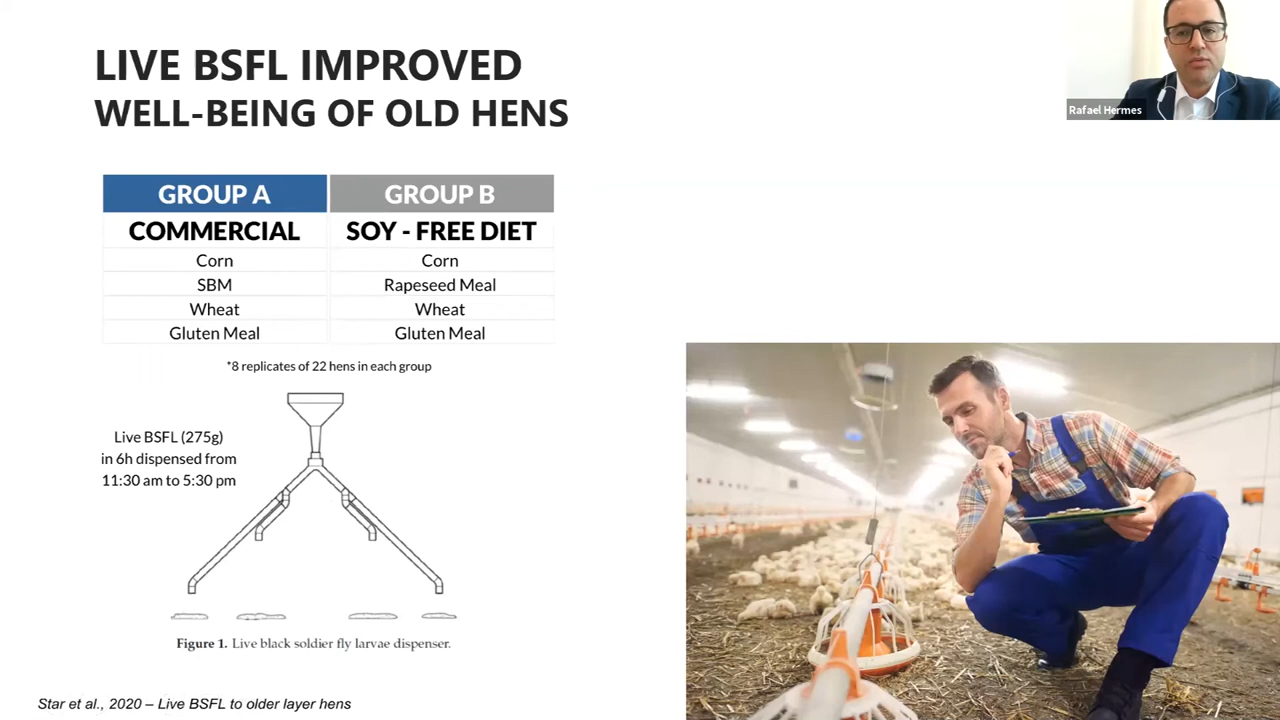 LIVE BSFL IMPROVED
WELL-BEING OF OLD HENS
Rafael Hermes
GROUP A GROUP B
COMMERCIAL SOY - FREE DIET
Corn Corn
SBM Rapeseed Meal
Wheat Wheat
Gluten Meal Gluten Meal
*8 replicates of 22 hens in each group
Live BSFL (275g)
in 6h dispensed from
11:30 am to 5:30 pm
Figure 1. Live black soldier fly larvae dispenser.
Star et al., 2020 – Live BSFL to older layer hens